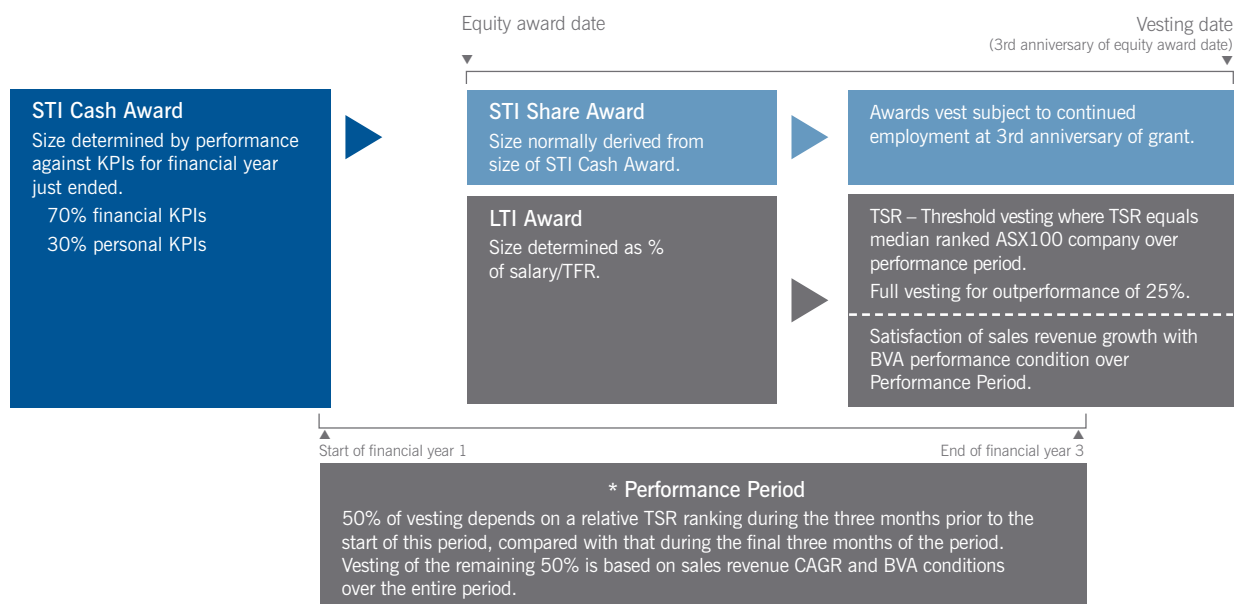 Equity award date
Vesting date
(3rd anniversary of equity award date)
STI Cash Award
Size determined by performance
against KPIs for financial year
just ended.
70% financial KPIs
30% personal KPIs
STI Share Award
Size normally derived from
size of STI Cash Award.
Awards vest subject to continued
employment at 3rd anniversary of grant.
LTI Award
Size determined as %
of salary/TFR.
TSR – Threshold vesting where TSR equals
median ranked ASX100 company over
performance period.
Full vesting for outperformance of 25%.
Satisfaction of sales revenue growth with
BVA performance condition over
Performance Period.
Start of financial year 1
End of financial year 3
* Performance Period
50% of vesting depends on a relative TSR ranking during the three months prior to the
start of this period, compared with that during the final three months of the period.
Vesting of the remaining 50% is based on sales revenue CAGR and BVA conditions
over the entire period.